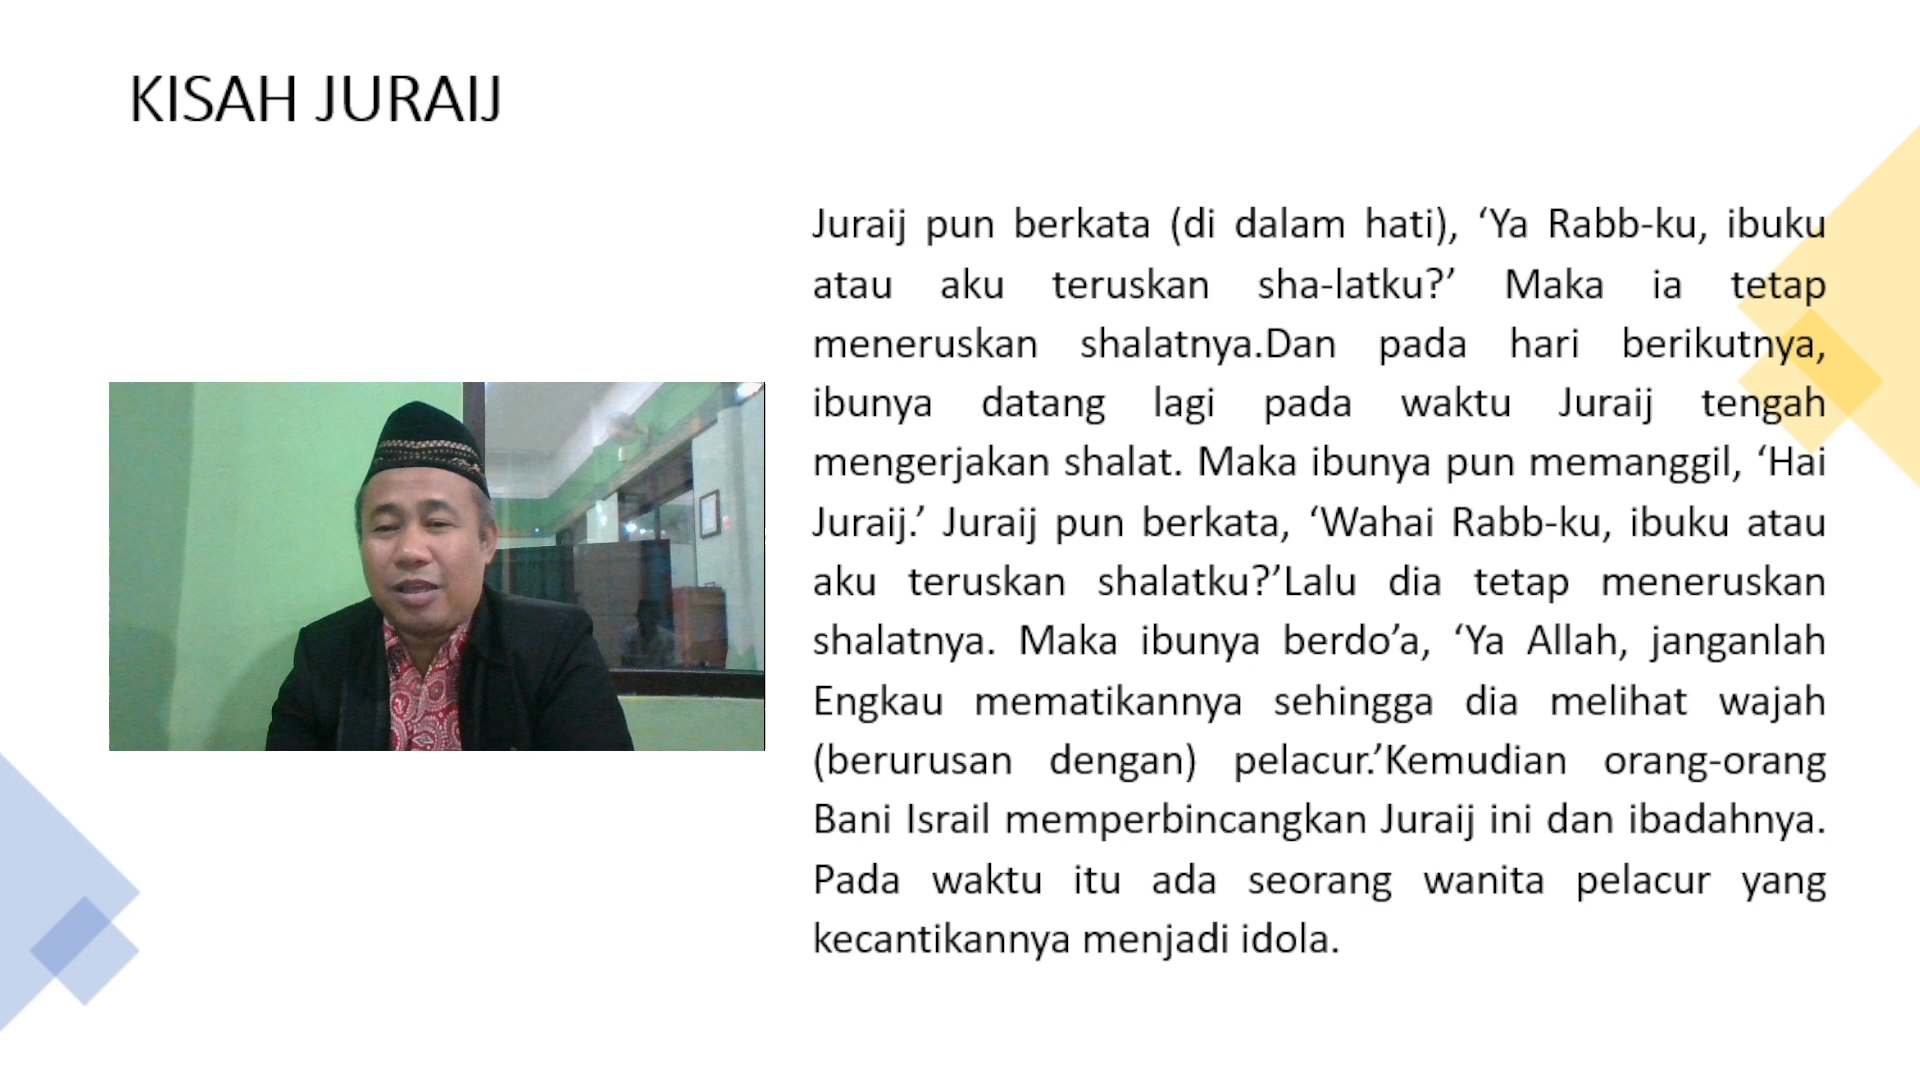 KISAH JURAIJ
Juraij pun berkata (di dalam hati), ‘Ya Rabb-ku, ibuku
atau aku teruskan sha-latku?’ Maka ia tetap
meneruskan shalatnya.Dan pada hari berikutnya,
ibunya datang lagi pada waktu Juraij tengah
mengerjakan shalat. Maka ibunya pun memanggil, ‘Hai
Juraij.’ Juraij pun berkata, ‘Wahai Rabb-ku, ibuku atau
aku teruskan shalatku?’Lalu dia tetap meneruskan
shalatnya. Maka ibunya berdo’a, ‘Ya Allah, janganlah
Engkau mematikannya sehingga dia melihat wajah
(berurusan dengan) pelacur.’Kemudian orang-orang
Bani Israil memperbincangkan Juraij ini dan ibadahnya.
Pada waktu itu ada seorang wanita pelacur yang
kecantikannya menjadi idola.